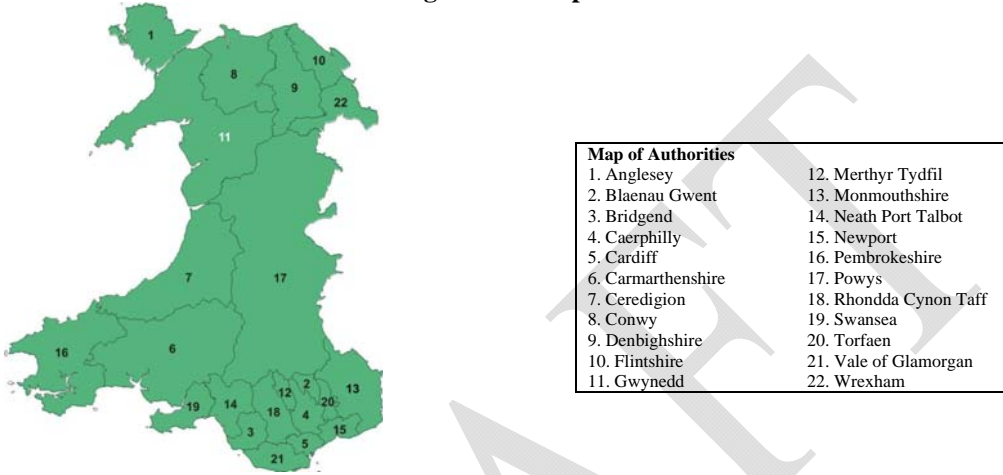 1
10
8
9
22
11
17
7
6
16
2
12
13
20
19
14
18
4
3
15
5
21
Map of Authorities
1. Anglesey 12. Merthyr Tydfil
2. Blaenau Gwent 13. Monmouthshire
3. Bridgend 14. Neath Port Talbot
4. Caerphilly 15. Newport
5. Cardiff 16. Pembrokeshire
6. Carmarthenshire 17. Powys
7. Ceredigion 18. Rhondda Cynon Taff
8. Conwy 19. Swansea
9. Denbighshire 20. Torfaen
10. Flintshire 21. Vale of Glamorgan
11. Gwynedd 22. Wrexham